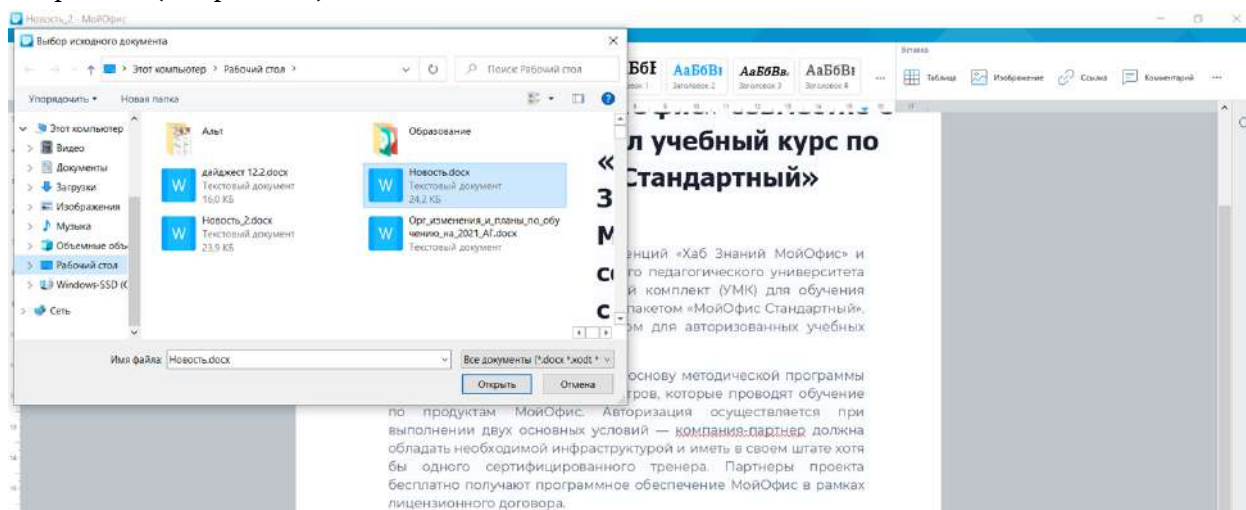 Новость_2 - МойОфис
Выбор исходного документа
Этот компьютер > Рабочий стол >
Поиск: Рабочий стол
Упорядочить
Новая папка
Этот компьютер
Видео
Документы
Загрузки
Изображения
Музыка
Объемные объ
Рабочий стол
Windows-SSD (C
Сеть
Альт
Образование
дайджест 12.2.docx
Текстовый документ
16,0 КБ
Новость.docx
Текстовый документ
24,2 КБ
Новость_2.docx
Текстовый документ
23,9 КБ
Орг_изменения_и_планы_по_обу
чению_на_2021_АГ.docx
Текстовый документ
Имя файла: Новость.docx
Все документы (*.docx *.xodt *
Открыть
Отмена
АаБбВı
Заголовок 2
АаБбВв.
Заголовок 3
АаБбВı
Заголовок 4
Вставка
Таблица
Изображение
Ссылка
Комментарий
л учебный курс по
Стандартный»
«
З
М
с
енций «Хаб Знаний МойОфис» и
го педагогического университета
й комплект (УМК) для обучения
пакетом «МойОфис Стандартный».
ом для авторизованных учебных
основу методической программы
тров, которые проводят обучение
по продуктам МойОфис. Авторизация осуществляется при
выполнении двух основных условий — компания-партнер должна
обладать необходимой инфраструктурой и иметь в своем штате хотя
бы одного сертифицированного тренера. Партнеры проекта
бесплатно получают программное обеспечение МойОфис в рамках
лицензионного договора.